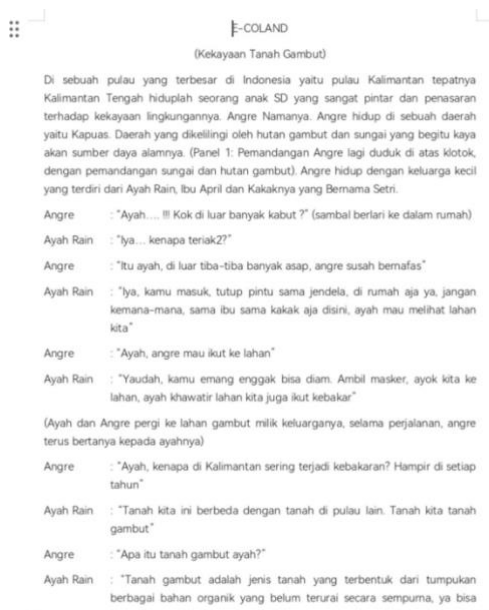 E-COLAND
(Kekayaan Tanah Gambut)
Di sebuah pulau yang terbesar di Indonesia yaitu pulau Kalimantan tepatnya
Kalimantan Tengah hiduplah seorang anak SD yang sangat pintar dan penasaran
terhadap kekayaan lingkungannya. Angre Namanya. Angre hidup di sebuah daerah
yaitu Kapuas. Daerah yang dikelilingi oleh hutan gambut dan sungai yang begitu kaya
akan sumber daya alamnya. (Panel 1: Pemandangan Angre lagi duduk di atas klotok,
dengan pemandangan sungai dan hutan gambut). Angre hidup dengan keluarga kecil
yang terdiri dari Ayah Rain, Ibu April dan Kakaknya yang Bernama Setri.
Angre : "Ayah.... !!! Kok di luar banyak kabut ?" (sambal berlari ke dalam rumah)
Ayah Rain : "Iya... kenapa teriak2?"
Angre : "Itu ayah, di luar tiba-tiba banyak asap, angre susah bernafas"
Ayah Rain : "Iya, kamu masuk, tutup pintu sama jendela, di rumah aja ya, jangan
kemana-mana, sama ibu sama kakak aja disini, ayah mau melihat lahan
kita"
Angre : "Ayah, angre mau ikut ke lahan"
Ayah Rain : "Yaudah, kamu emang enggak bisa diam. Ambil masker, ayok kita ke
lahan, ayah khawatir lahan kita juga ikut kebakar"
(Ayah dan Angre pergi ke lahan gambut milik keluarganya, selama perjalanan, angre
terus bertanya kepada ayahnya)
Angre : "Ayah, kenapa di Kalimantan sering terjadi kebakaran? Hampir di setiap
tahun"
Ayah Rain : "Tanah kita ini berbeda dengan tanah di pulau lain. Tanah kita tanah
gambut"
Angre : "Apa itu tanah gambut ayah?"
Ayah Rain : "Tanah gambut adalah jenis tanah yang terbentuk dari tumpukan
berbagai bahan organik yang belum terurai secara sempurna, ya bisa